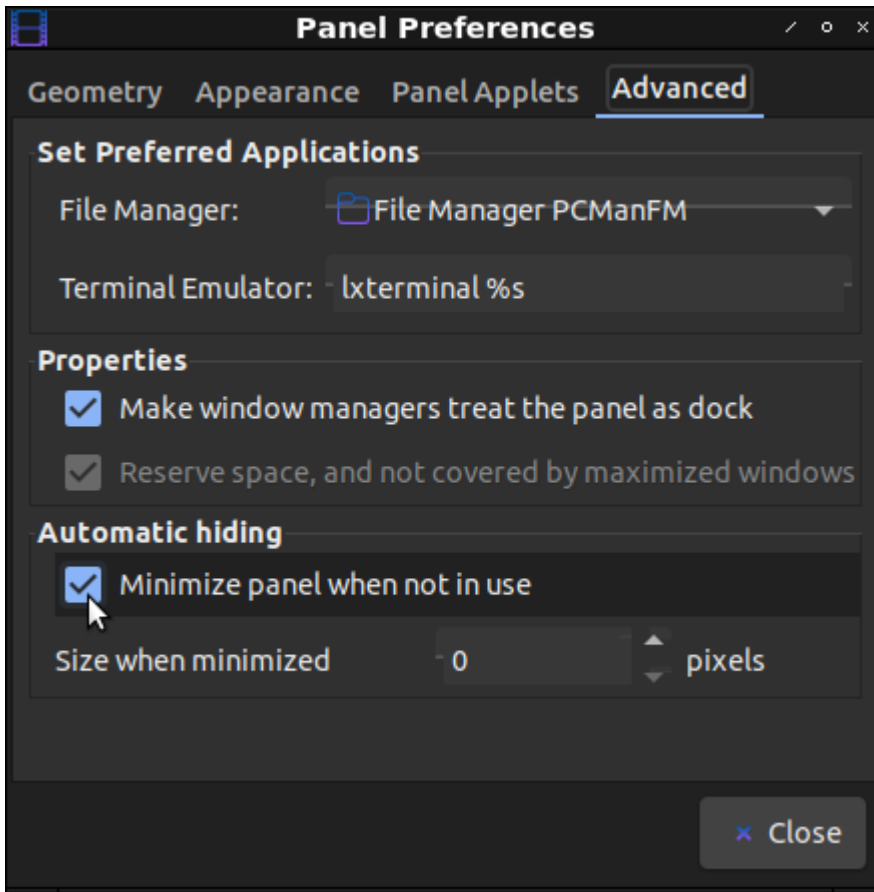 Panel Preferences
Geometry Appearance Panel Applets Advanced
Set Preferred Applications
File Manager: File Manager PCManFM
Terminal Emulator: lxterminal %s
Properties
Make window managers treat the panel as dock
Reserve space, and not covered by maximized windows
Automatic hiding
Minimize panel when not in use
Size when minimized 0 pixels
Close